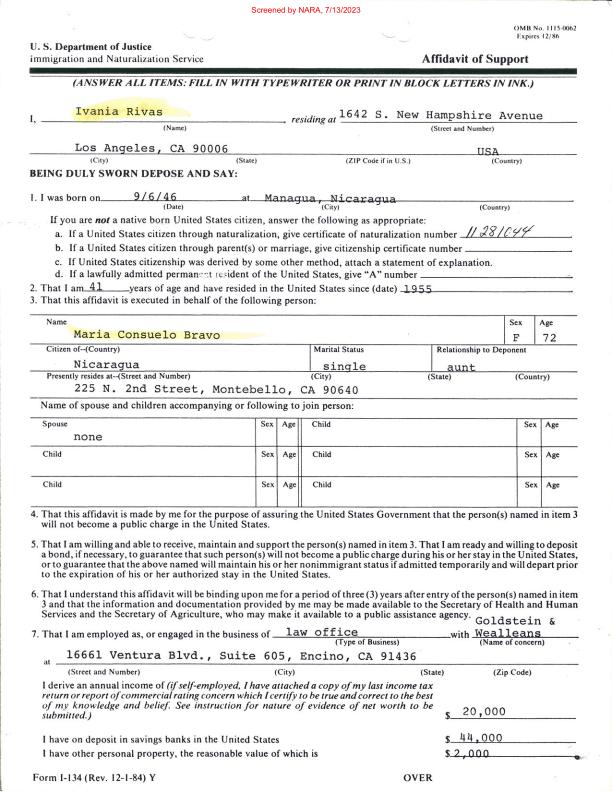 Screened by NARA, 7/13/2023
OMB No. 1115-0062
Expires 12/86
U. S. Department of Justice
Immigration and Naturalization Service Affidavit of Support
(ANSWER ALL ITEMS: FILL IN WITH TYPEWRITER OR PRINT IN BLOCK LETTERS IN INK.)
I, Ivania Rivas residing at 1642 S. New Hampshire Avenue
(Name) (Street and Number)
Los Angeles, CA 90006 USA
(City) (State) (ZIP Code if in U.S.) (Country)
BEING DULY SWORN DEPOSE AND SAY:
1. I was born on 9/6/46 at Managua, Nicaragua
(Date) (City) (Country)
If you are not a native born United States citizen, answer the following as appropriate:
a. If a United States citizen through naturalization, give certificate of naturalization number 11281044
b. If a United States citizen through parent(s) or marriage, give citizenship certificate number
c. If United States citizenship was derived by some other method, attach a statement of explanation.
d. If a lawfully admitted permanent resident of the United States, give "A" number
2. That I am 41 years of age and have resided in the United States since (date) 1955
3. That this affidavit is executed in behalf of the following person:
Name Sex Age
Maria Consuelo Bravo F 72
Citizen of--(Country) Marital Status Relationship to Deponent
Nicaragua single aunt
Presently resides at--(Street and Number) (City) (State) (Country)
225 N. 2nd Street, Montebello, CA 90640
Name of spouse and children accompanying or following to join person:
Spouse Sex Age Child Sex Age
none
Child Sex Age Child Sex Age
Child Sex Age Child Sex Age
4. That this affidavit is made by me for the purpose of assuring the United States Government that the person(s) named in item 3
will not become a public charge in the United States.
5. That I am willing and able to receive, maintain and support the person(s) named in item 3. That I am ready and willing to deposit
a bond, if necessary, to guarantee that such person(s) will not become a public charge during his or her stay in the United States,
or to guarantee that the above named will maintain his or her nonimmigrant status if admitted temporarily and will depart prior
to the expiration of his or her authorized stay in the United States.
6. That I understand this affidavit will be binding upon me for a period of three (3) years after entry of the person(s) named in item
3 and that the information and documentation provided by me may be made available to the Secretary of Health and Human
Services and the Secretary of Agriculture, who may make it available to a public assistance agency.
Goldstein &
7. That I am employed as, or engaged in the business of law office with Wealleans
(Type of Business) (Name of concern)
at 16661 Ventura Blvd., Suite 605, Encino, CA 91436
(Street and Number) (City) (State) (Zip Code)
I derive an annual income of (if self-employed, I have attached a copy of my last income tax
return or report of commercial rating concern which I certify to be true and correct to the best
of my knowledge and belief. See instruction for nature of evidence of net worth to be
submitted.) $ 20,000
I have on deposit in savings banks in the United States $ 44,000
I have other personal property, the reasonable value of which is $ 2,000
Form I-134 (Rev. 12-1-84) Y OVER